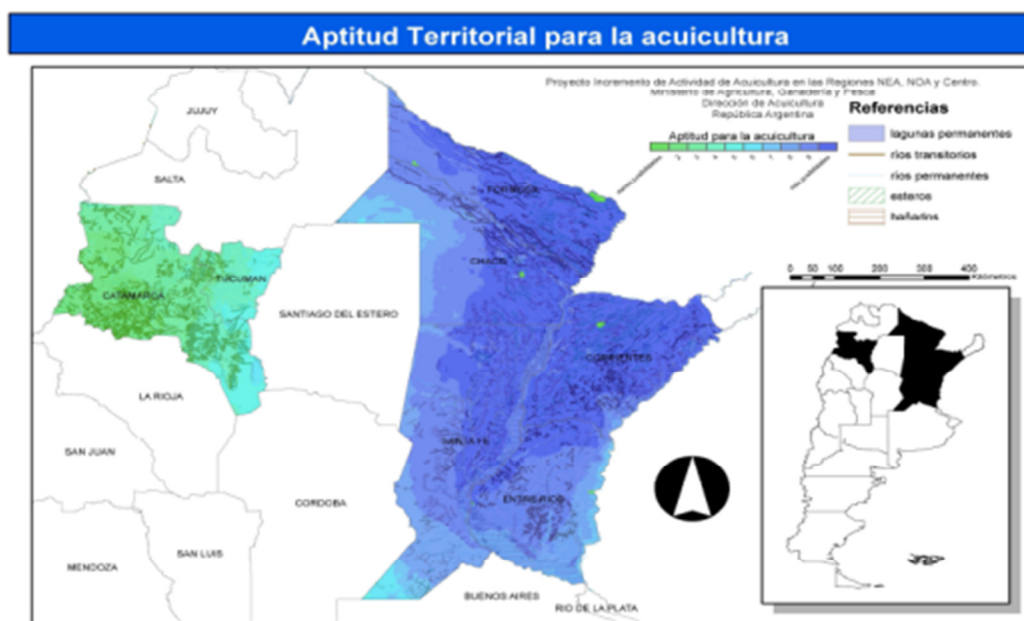 Aptitud Territorial para la acuicultura
Proyecto Incremento de Actividad de Acuicultura en las Regiones NEA, NOA y Centro.
Ministerio de Agricultura, Ganadería y Pesca
Dirección de Acuicultura
República Argentina
Referencias
lagunas permanentes
ríos transitorios
ríos permanentes
esteros
bañados
Aptitud para la acuicultura
0 50 100 200 300 400
Kilómetros
JUJUY
SALTA
FORMOSA
CHACO
TUCUMAN
CATAMARCA
SANTIAGO DEL ESTERO
CORRIENTES
LA RIOJA
SANTA FE
SAN JUAN
ENTRE RIOS
CORDOBA
SAN LUIS
MENDOZA
BUENOS AIRES
RIO DE LA PLATA